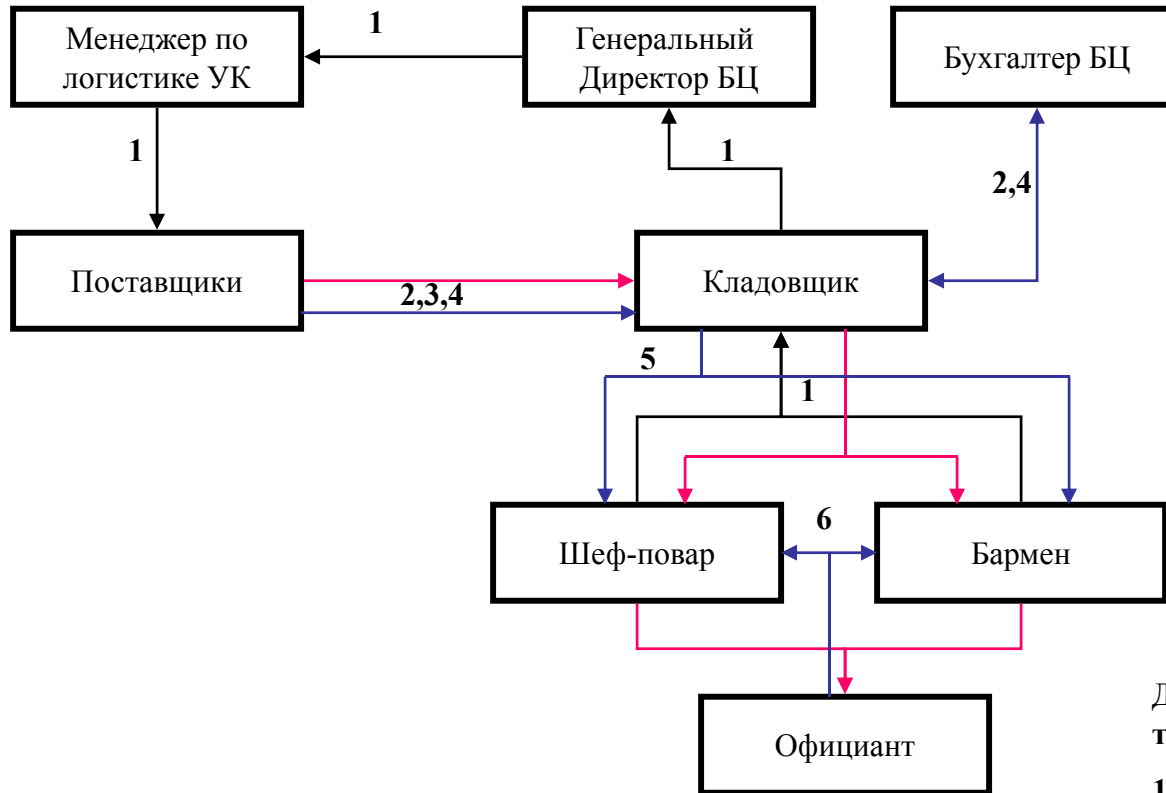 Менеджер по
логистике УК
1
Генеральный
Директор БЦ
Бухгалтер БЦ
1
1
2,4
Поставщики
2,3,4
Кладовщик
5
1
6
Шеф-повар
Бармен
Официант
1